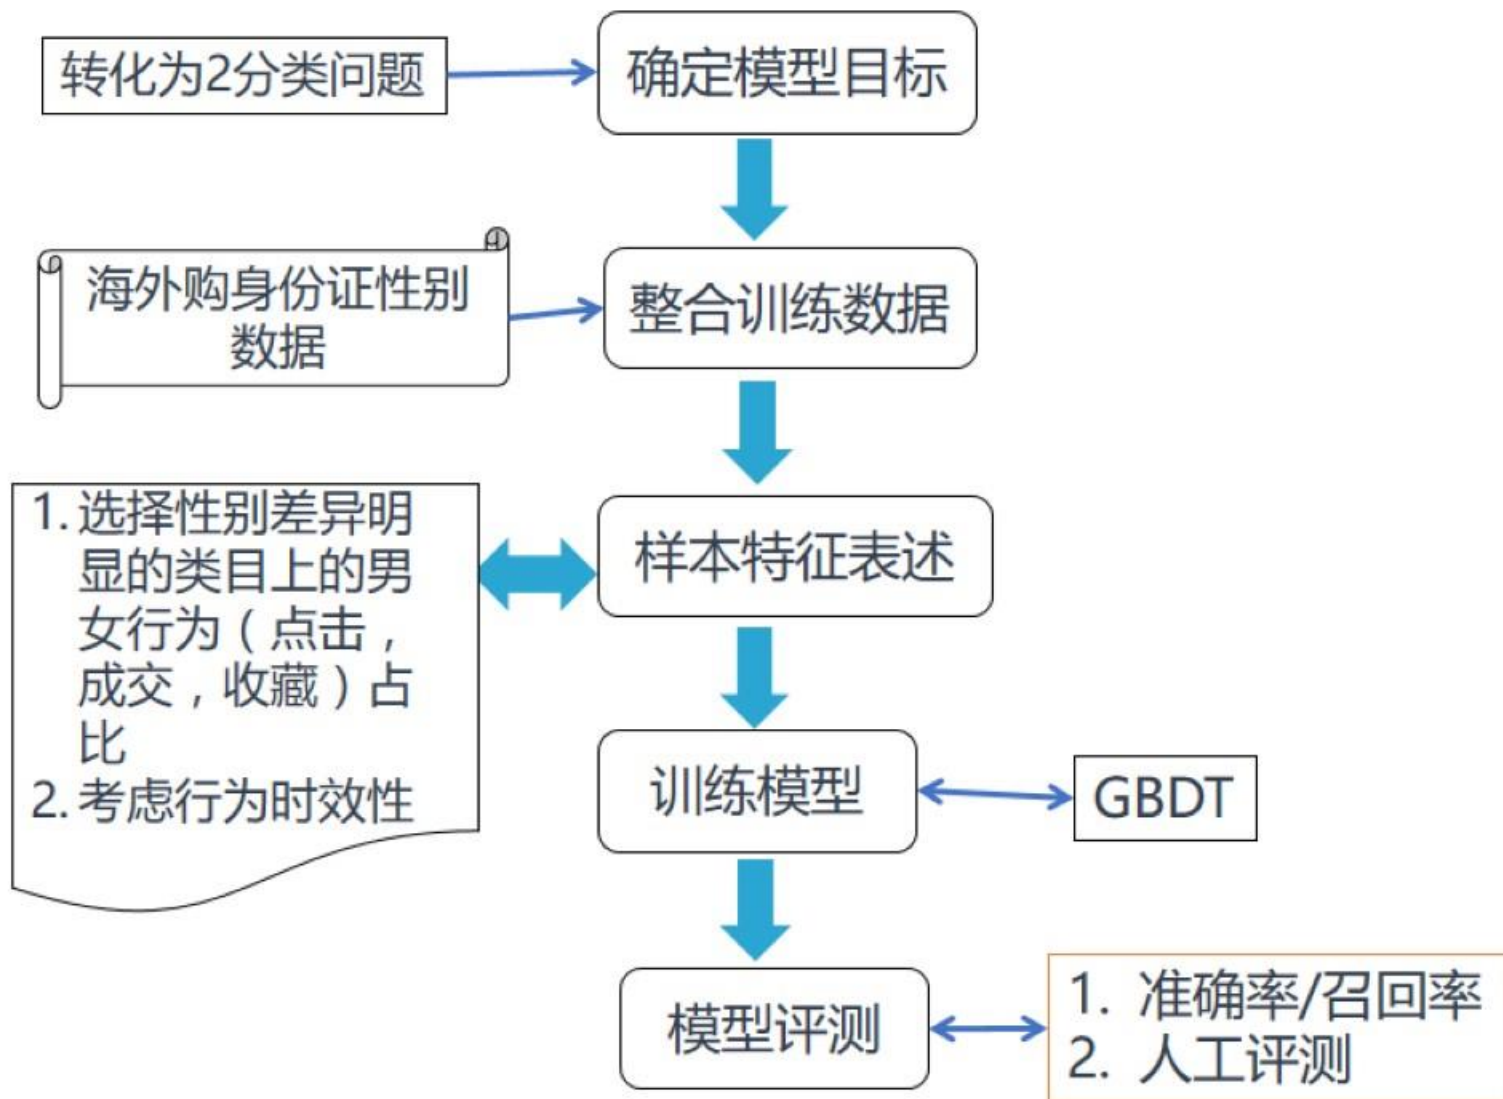 转化为2分类问题
确定模型目标
海外购身份证性别
数据
整合训练数据
1. 选择性别差异明
显的类目上的男
女行为（点击，
成交，收藏）占
比
2. 考虑行为时效性
样本特征表述
训练模型
GBDT
模型评测
1. 准确率/召回率
2. 人工评测